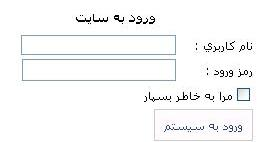 ورود به سایت
نام کاربري :
رمز ورود :
مرا به خاطر بسپار
ورود به سیستم